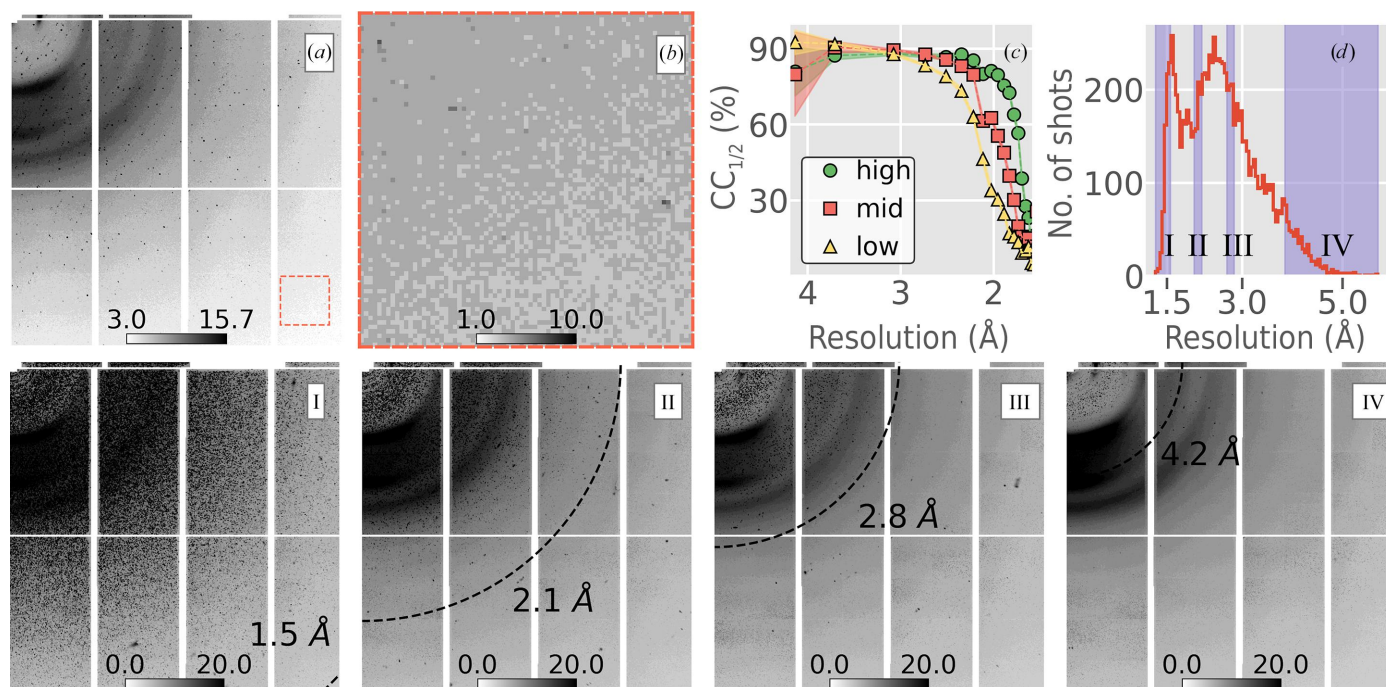 (a)
3.0 15.7
(b)
1.0 10.0
(c)
90
60
30
CC1/2 (%)
high
mid
low
4 3 2
Resolution (Å)
(d)
200
100
0
No. of shots
I II III IV
1.5 3.0 5.0
Resolution (Å)
I
1.5 Å
0.0 20.0
II
2.1 Å
0.0 20.0
III
2.8 Å
0.0 20.0
IV
4.2 Å
0.0 20.0